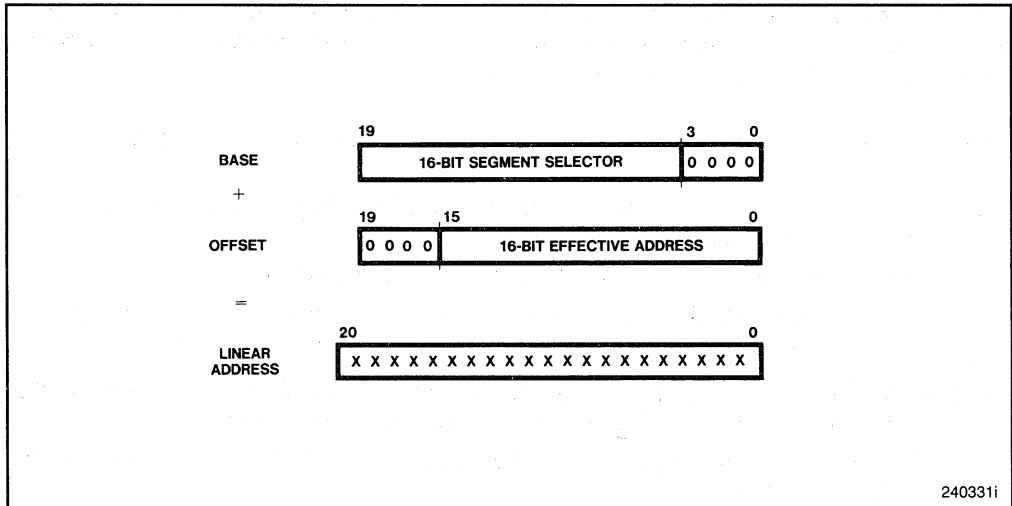 19 3 0
BASE 16-BIT SEGMENT SELECTOR 0 0 0 0
+
19 15 0
OFFSET 0 0 0 0 16-BIT EFFECTIVE ADDRESS
=
20 0
LINEAR
ADDRESS
X X X X X X X X X X X X X X X X X X X X X
240331i